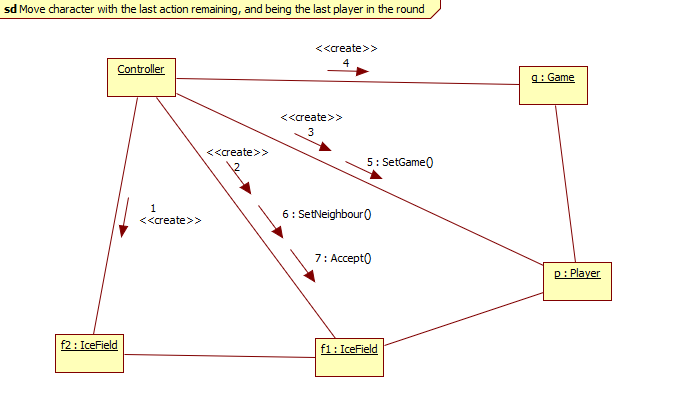 sd Move character with the last action remaining, and being the last player in the round
<<create>>
4
Controller
g : Game
<<create>>
3
<<create>>
2
5 : SetGame()
1
<<create>>
6 : SetNeighbour()
7 : Accept()
p : Player
f2 : IceField
f1 : IceField